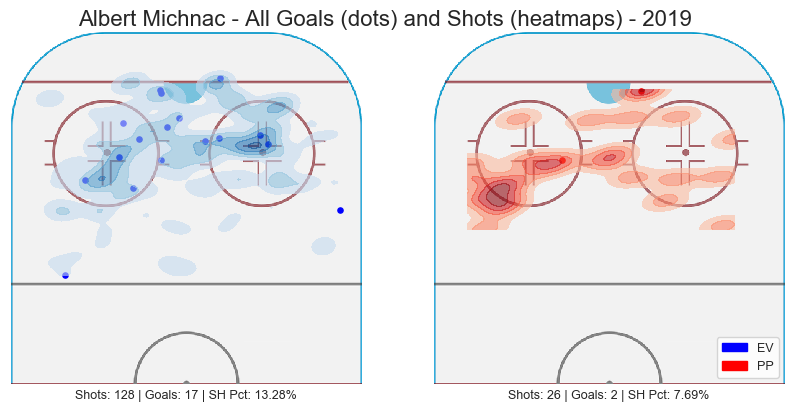 Albert Michnac - All Goals (dots) and Shots (heatmaps) - 2019
EV
PP
Shots: 128 | Goals: 17 | SH Pct: 13.28%
Shots: 26 | Goals: 2 | SH Pct: 7.69%